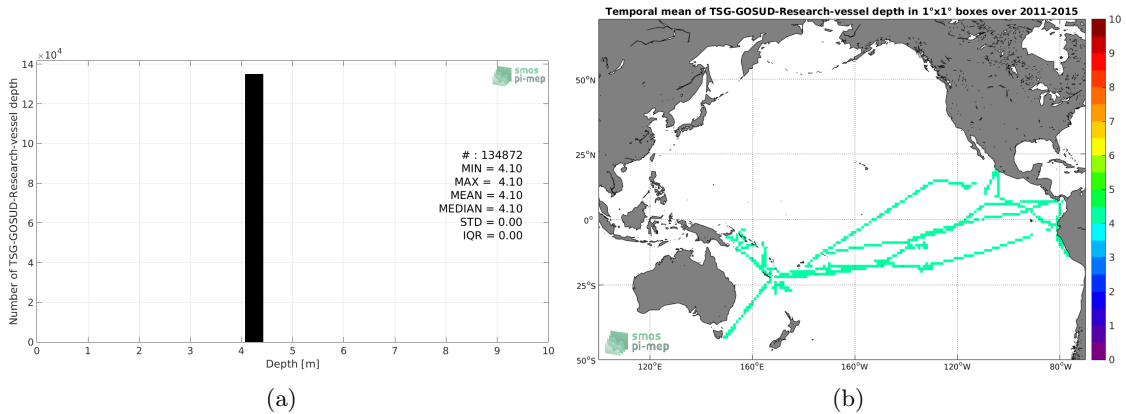 ×10⁴
14
12
10
8
6
4
2
0
0 1 2 3 4 5 6 7 8 9 10
Number of TSG-GOSUD-Research-vessel depth
Depth [m]
smos
pi-mep
# : 134872
MIN = 4.10
MAX = 4.10
MEAN = 4.10
MEDIAN = 4.10
STD = 0.00
IQR = 0.00
(a)
Temporal mean of TSG-GOSUD-Research-vessel depth in 1°x1° boxes over 2011-2015
50°N
25°N
0°
25°S
50°S
120°E 160°E 160°W 120°W 80°W
smos
pi-mep
10
9
8
7
6
5
4
3
2
1
0
(b)